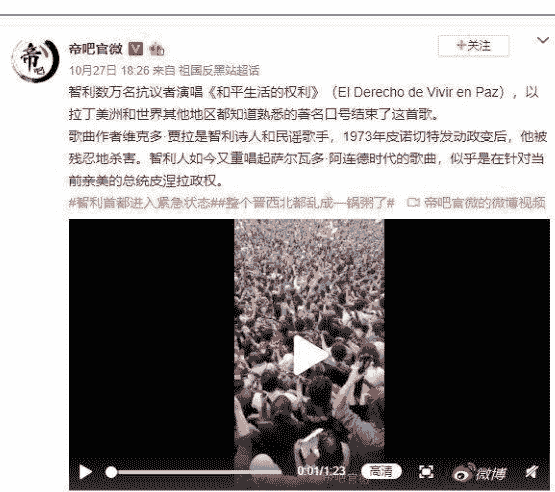 帝吧官微
+关注
10月27日 18:26 来自 祖国反黑站超话
智利数万名抗议者演唱《和平生活的权利》（El Derecho de Vivir en Paz），以
拉丁美洲和世界其他地区都知道熟悉的著名口号结束了这首歌。
歌曲作者维克多·贾拉是智利诗人和民谣歌手，1973年皮诺切特发动政变后，他被
残忍地杀害。智利人如今又重唱起萨尔瓦多·阿连德时代的歌曲，似乎是在针对当
前亲美的总统皮涅拉政权。
#智利首都进入紧急状态##整个晋西北都乱成一锅粥了# 帝吧官微的微博视频
0:01/1:23 高清 微博